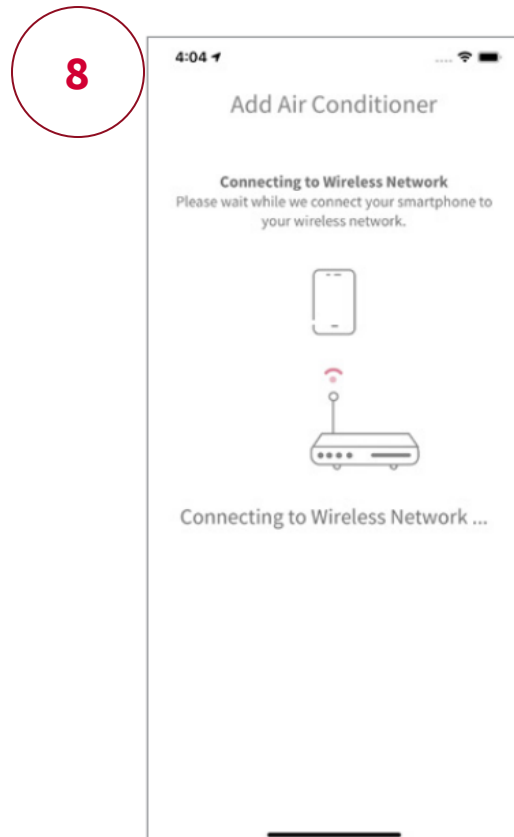 8
4:04
Add Air Conditioner
Connecting to Wireless Network
Please wait while we connect your smartphone to
your wireless network.
Connecting to Wireless Network ...